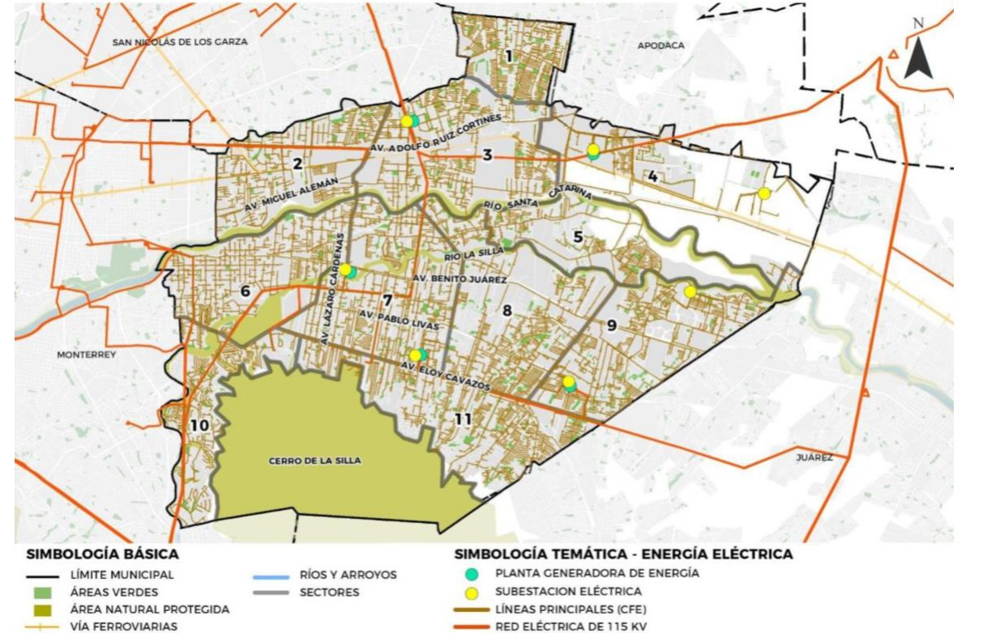 N
SAN NICOLÁS DE LOS GARZA
APODACA
1
AV. ADOLFO RUIZ CORTINES
2
3
4
AV. MIGUEL ALEMÁN
RÍO SANTA CATARINA
5
RIO LA SILLA
AV. LÁZARO CÁRDENAS
AV. BENITO JUÁREZ
6
7
8
9
AV. PABLO LIVAS
MONTERREY
AV. ELOY CAVAZOS
10
11
CERRO DE LA SILLA
JUÁREZ
SIMBOLOGÍA BÁSICA
LÍMITE MUNICIPAL
ÁREAS VERDES
ÁREA NATURAL PROTEGIDA
VÍA FERROVIARIAS
RÍOS Y ARROYOS
SECTORES
SIMBOLOGÍA TEMÁTICA - ENERGÍA ELÉCTRICA
PLANTA GENERADORA DE ENERGÍA
SUBESTACION ELÉCTRICA
LÍNEAS PRINCIPALES (CFE)
RED ELÉCTRICA DE 115 KV